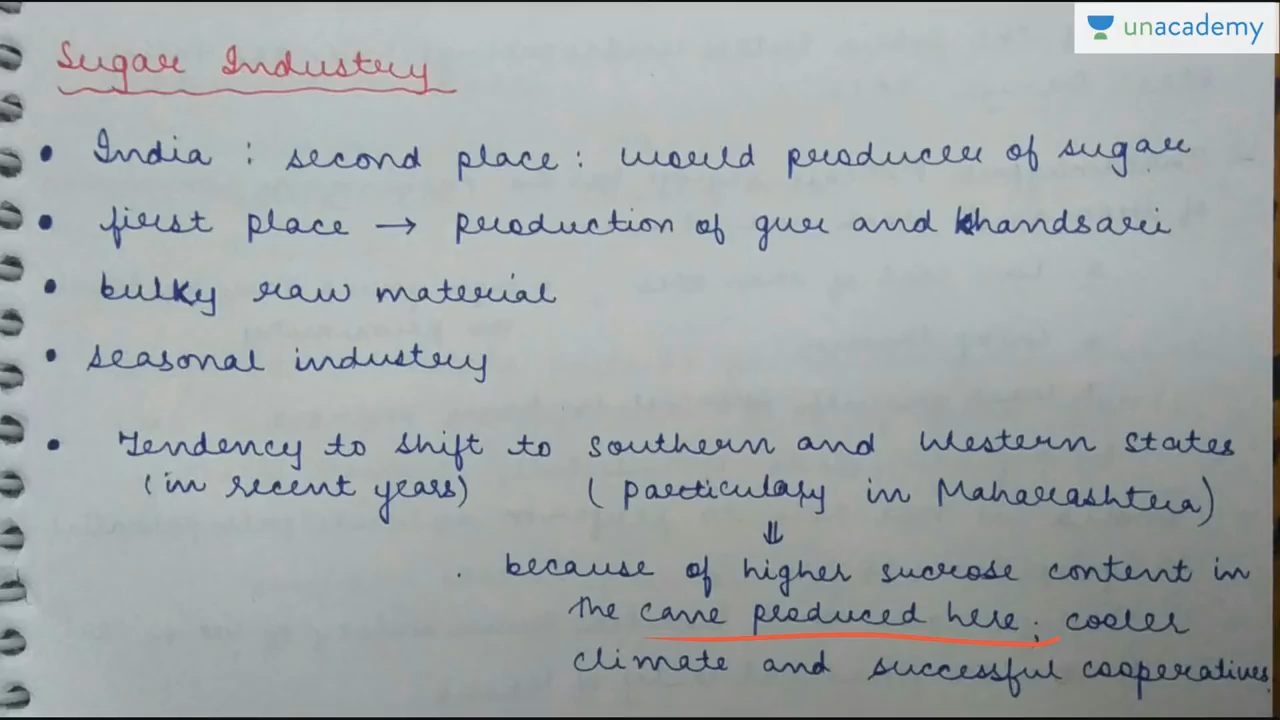 unacademy
Sugar Industry
• India : second place : would producer of sugar
• first place → production of gur and khandsari
• bulky raw material
• seasonal industry
• Tendency to shift to southern and Western States
(in recent years) (particulary in Maharashtra)
⇓
because of higher sucrose content in
the cane produced here; cooler
climate and successful cooperatives.